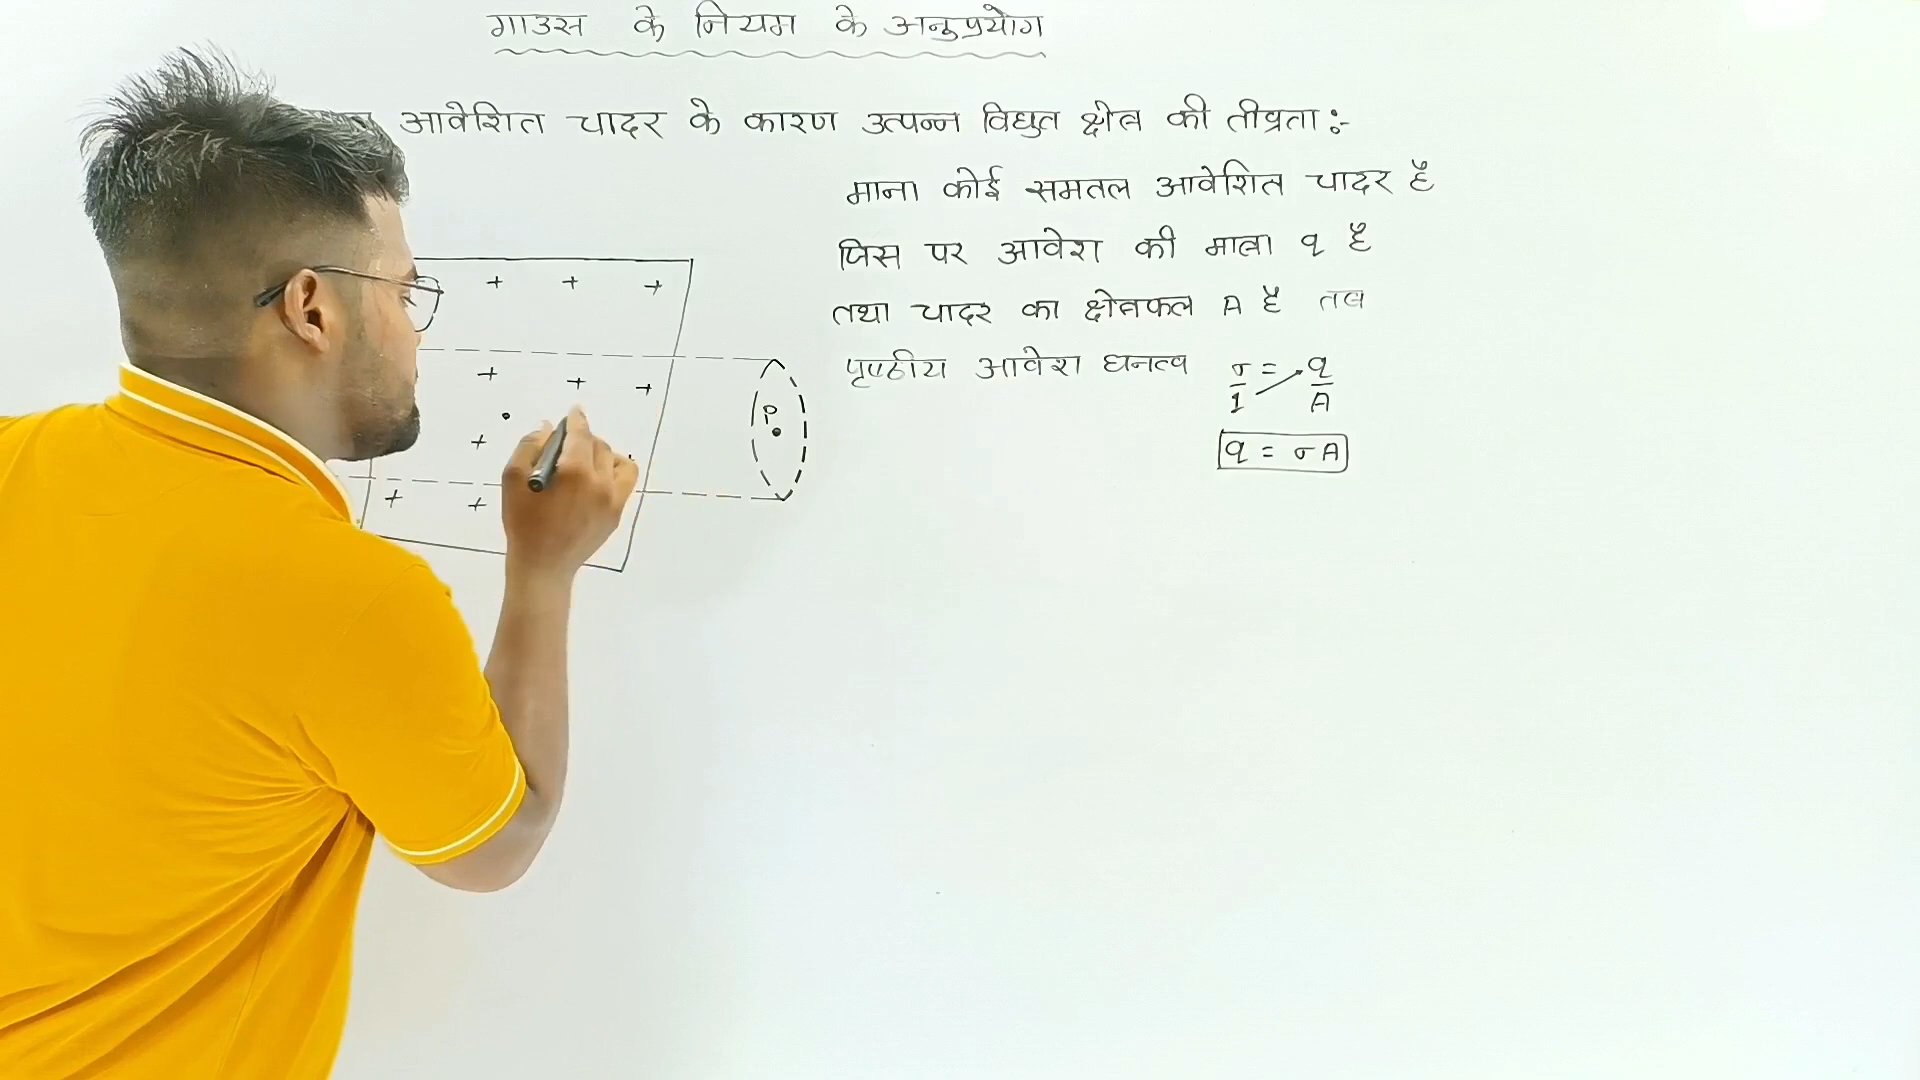 गाउस के नियम के अनुप्रयोग
आवेशित चादर के कारण उत्पन्न विद्युत क्षेत्र की तीव्रता :-
माना कोई समतल आवेशित चादर है
जिस पर आवेश की मात्रा q है
तथा चादर का क्षेत्रफल A है तब
पृष्ठीय आवेश घनत्व σ/1 = q/A
q = σA
+ + +
+ + +
P
+
+ +